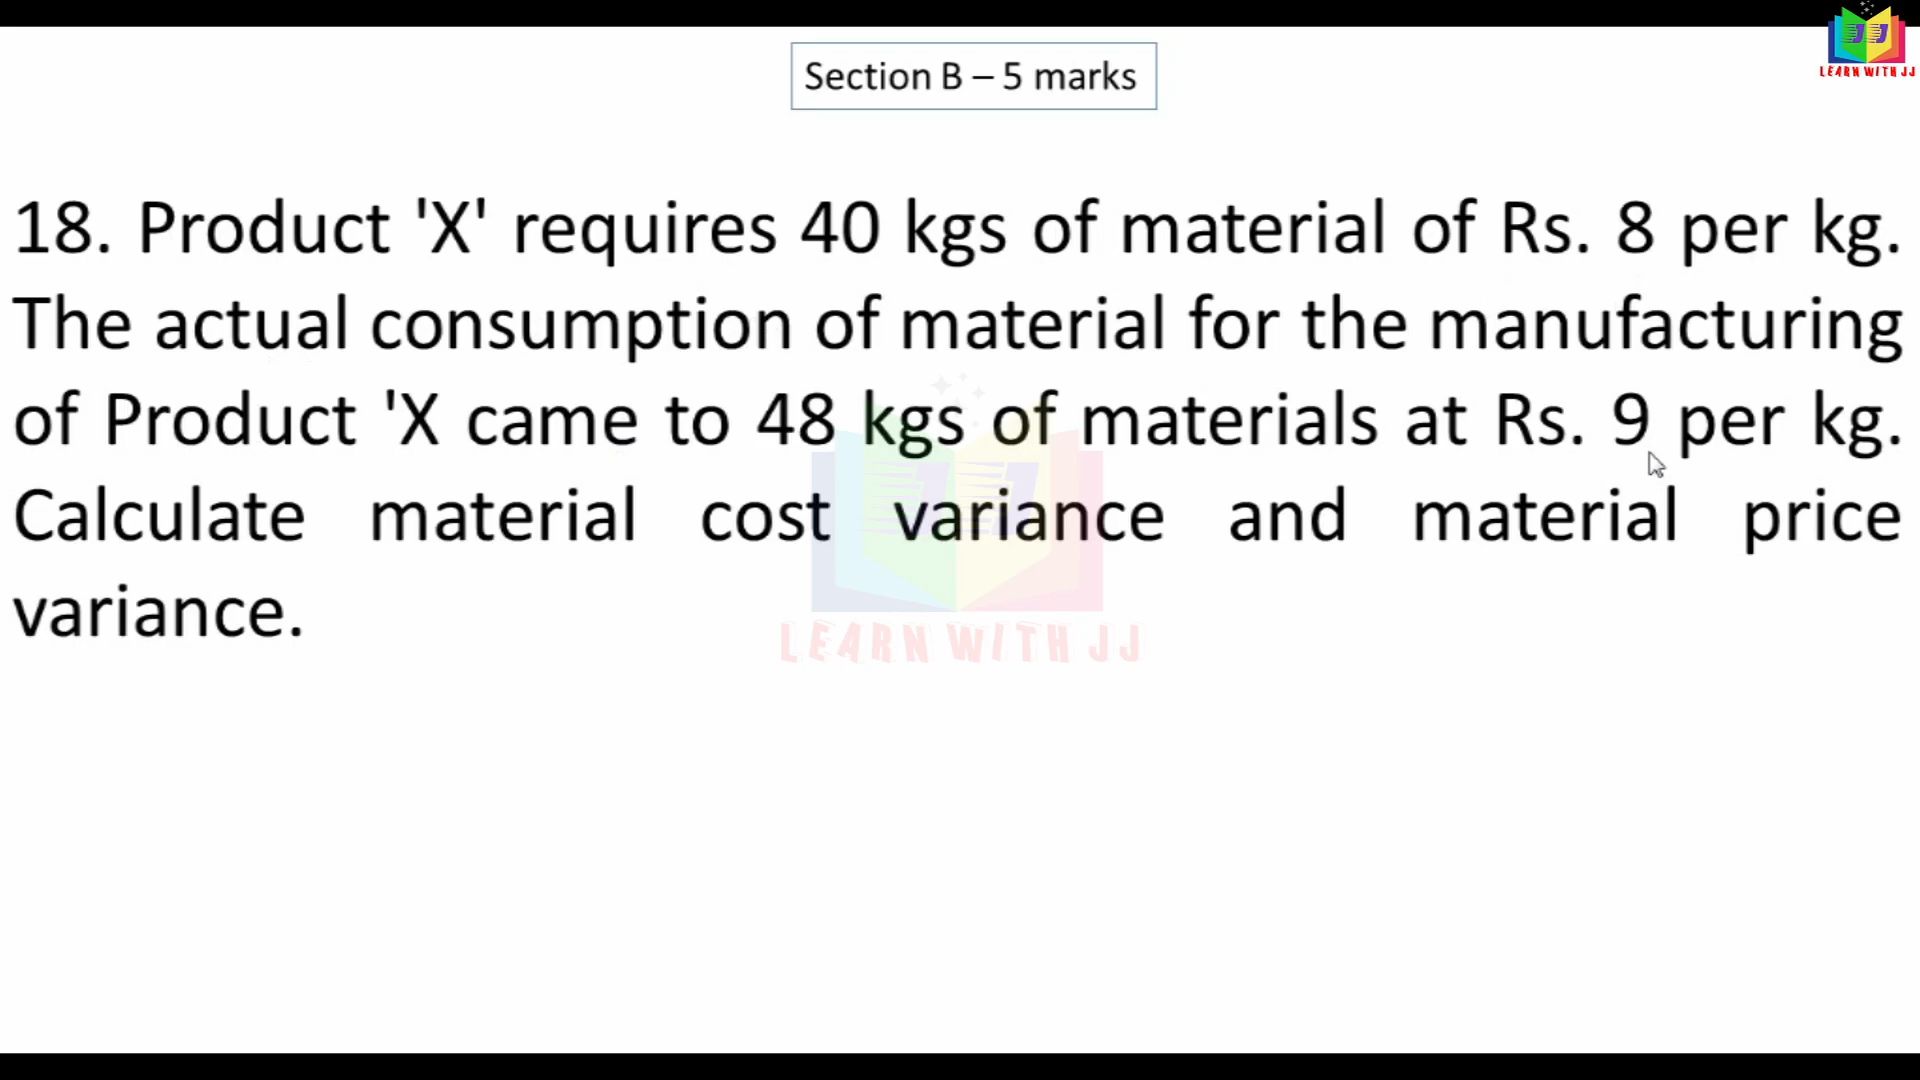 LEARN WITH JJ
Section B – 5 marks
18. Product 'X' requires 40 kgs of material of Rs. 8 per kg.
The actual consumption of material for the manufacturing
of Product 'X came to 48 kgs of materials at Rs. 9 per kg.
Calculate material cost variance and material price
variance.
LEARN WITH JJ